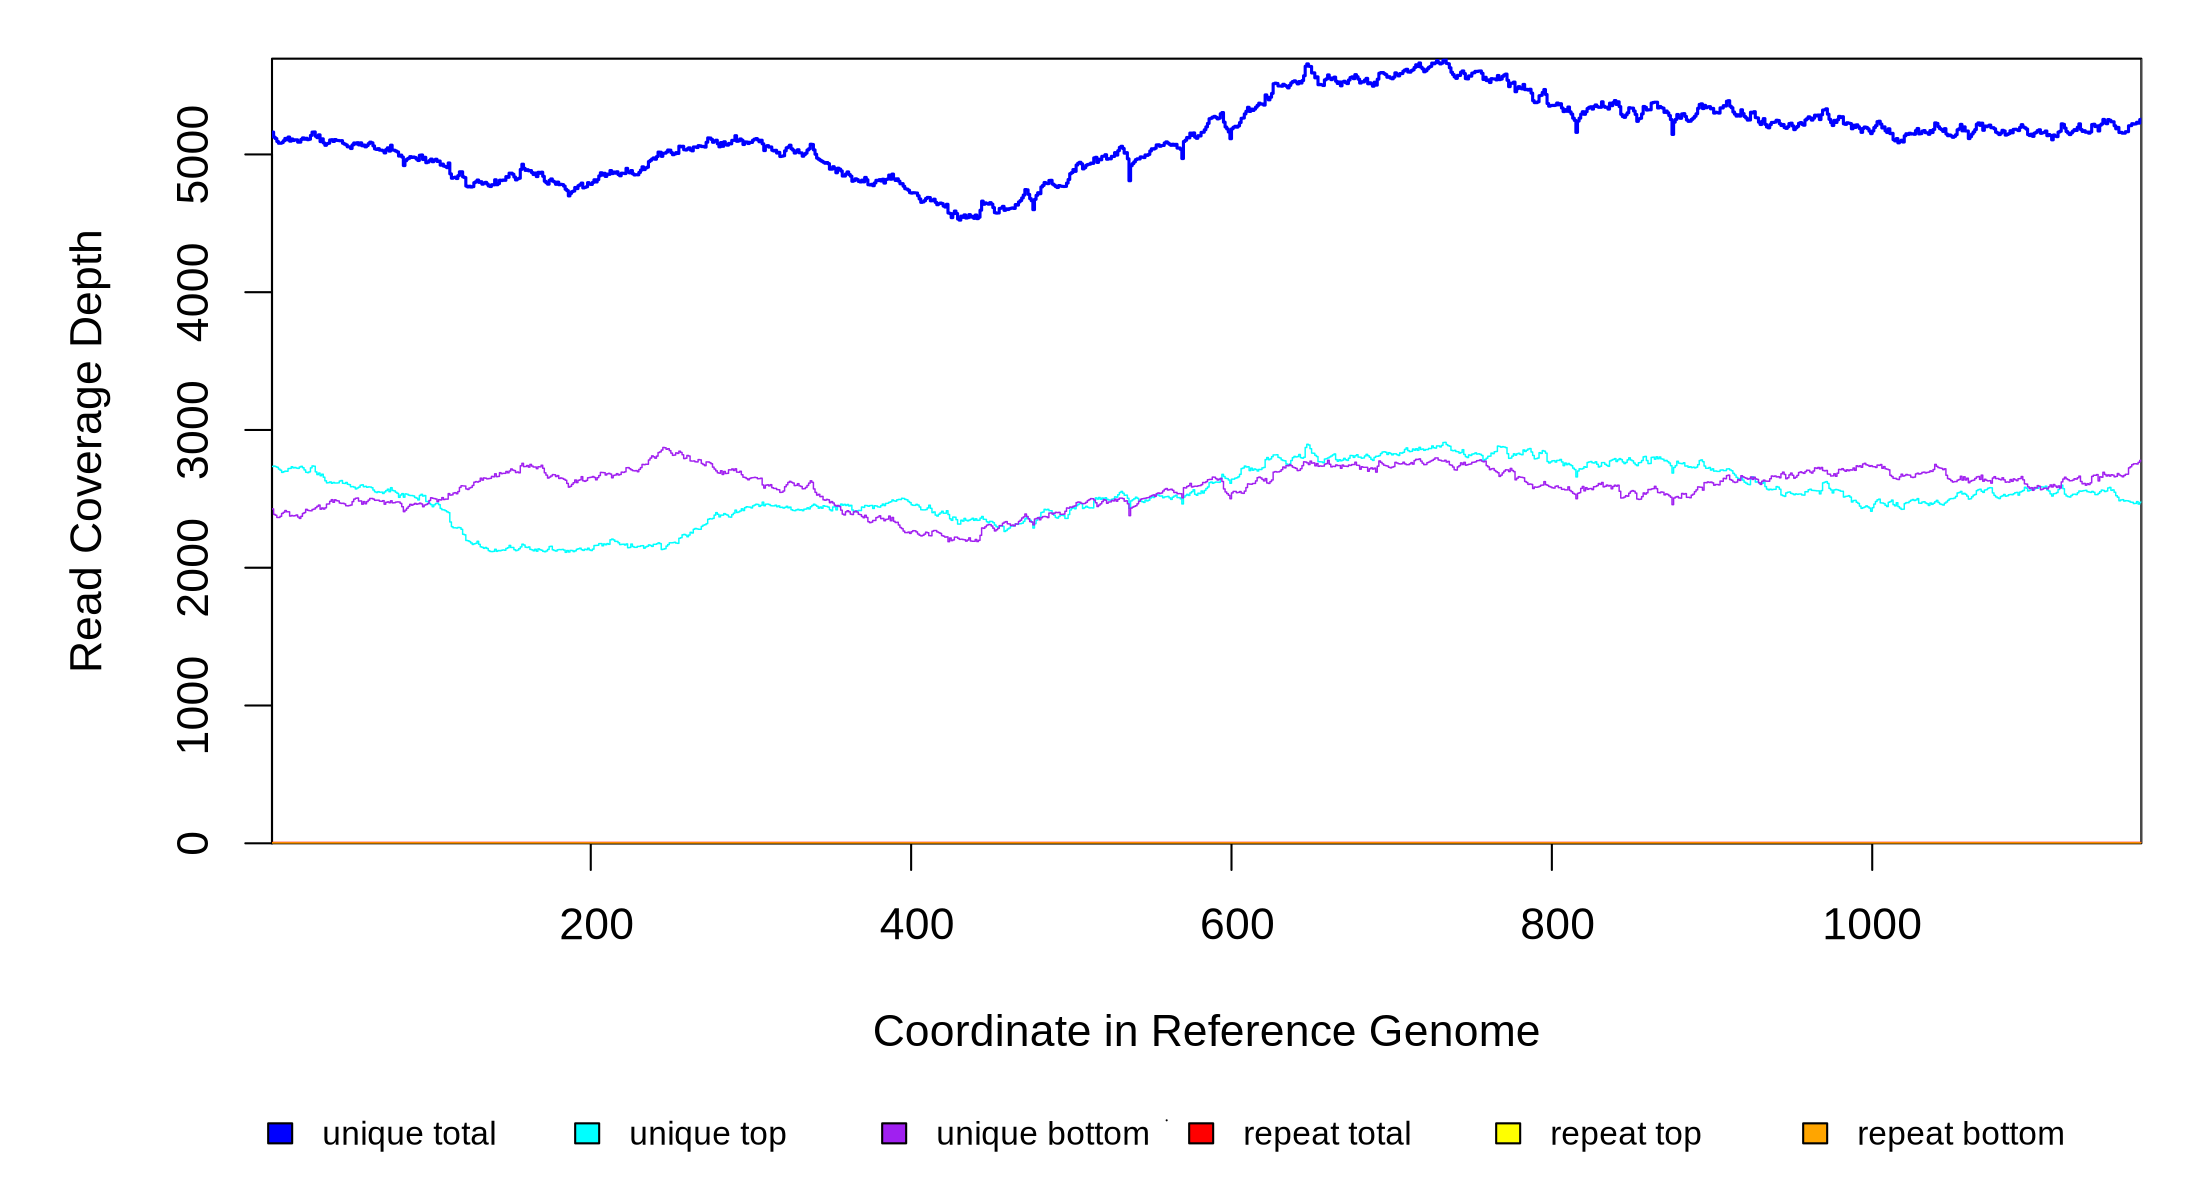 Read Coverage Depth
5000
4000
3000
2000
1000
0
200 400 600 800 1000
Coordinate in Reference Genome
unique total unique top unique bottom repeat total repeat top repeat bottom